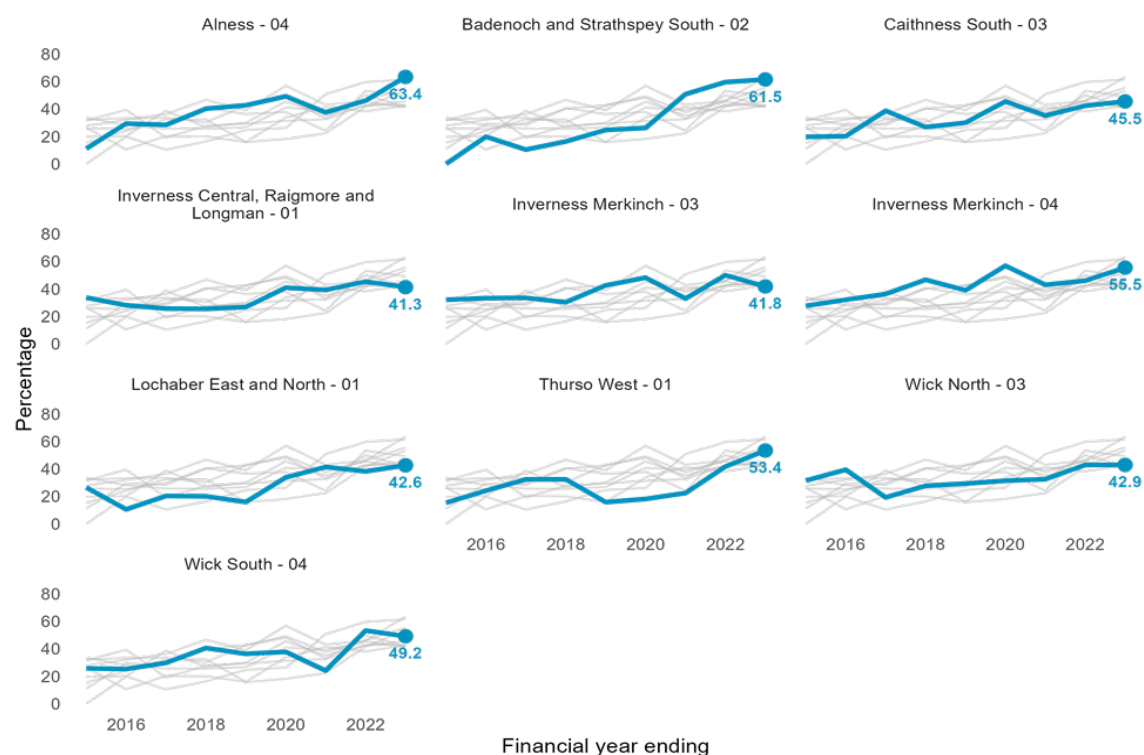 Alness - 04
Badenoch and Strathspey South - 02
Caithness South - 03
80
60
40
20
0
63.4
61.5
45.5
Inverness Central, Raigmore and
Longman - 01
Inverness Merkinch - 03
Inverness Merkinch - 04
80
60
40
20
0
41.3
41.8
55.5
Percentage
Lochaber East and North - 01
Thurso West - 01
Wick North - 03
80
60
40
20
0
42.6
53.4
42.9
2016 2018 2020 2022
2016 2018 2020 2022
Wick South - 04
80
60
40
20
0
49.2
2016 2018 2020 2022
Financial year ending